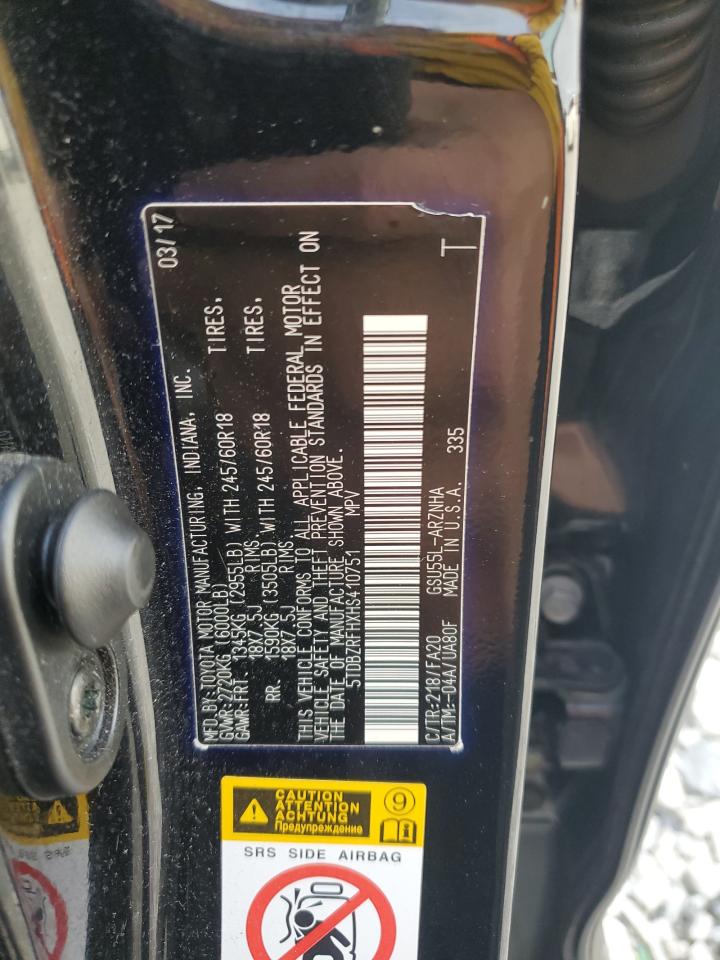 MFD.BY:TOYOTA MOTOR MANUFACTURING, INDIANA, INC. 03/17
GVWR:2720KG (6000LB)
GAWR:FRT. 1345KG (2955LB) WITH 245/60R18 TIRES,
18X7.5J RIMS.
RR. 1590KG (3505LB) WITH 245/60R18 TIRES,
18X7.5J RIMS.
THIS VEHICLE CONFORMS TO ALL APPLICABLE FEDERAL MOTOR
VEHICLE SAFETY AND THEFT PREVENTION STANDARDS IN EFFECT ON
THE DATE OF MANUFACTURE SHOWN ABOVE.
5TDBZRFHXHS410751 MPV
C/TR:218/FA20 GSU55L-ARZNHA
A/TM:-04A/UA80F MADE IN U.S.A. 335 T
CAUTION
ATTENTION
ACHTUNG
Предупреждение
9
SRS SIDE AIRBAG